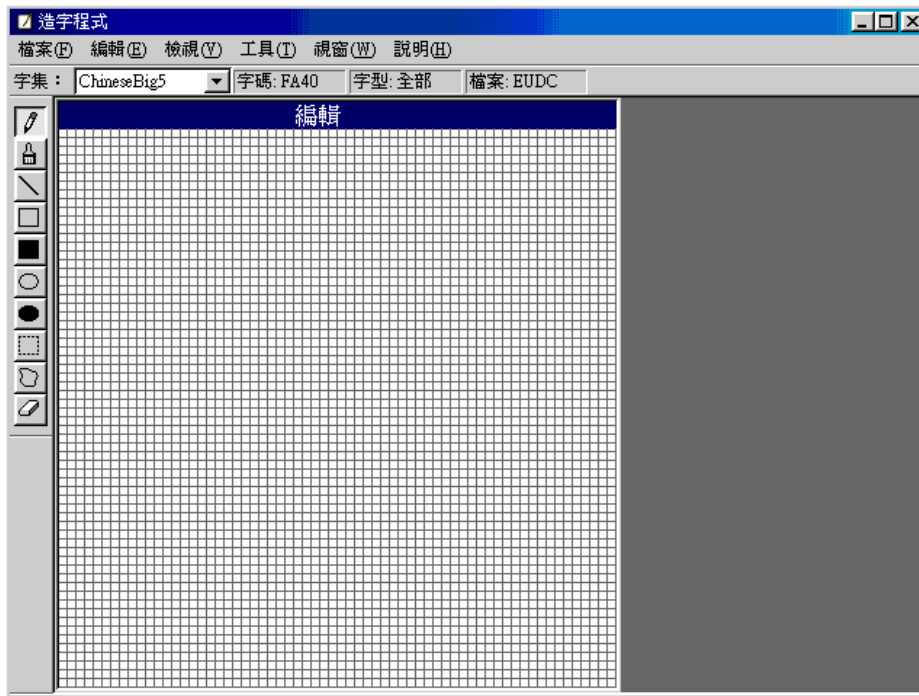 造字程式
檔案(F) 編輯(E) 檢視(V) 工具(T) 視窗(W) 說明(H)
字集： ChineseBig5 字碼: FA40 字型: 全部 檔案: EUDC
編輯